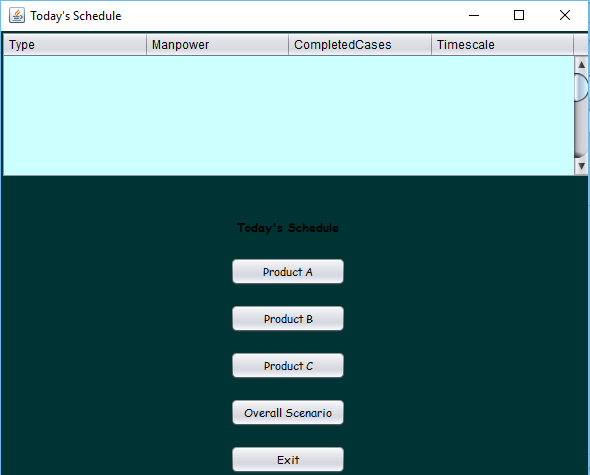 Today's Schedule
Type Manpower CompletedCases Timescale
Today's Schedule
Product A
Product B
Product C
Overall Scenario
Exit